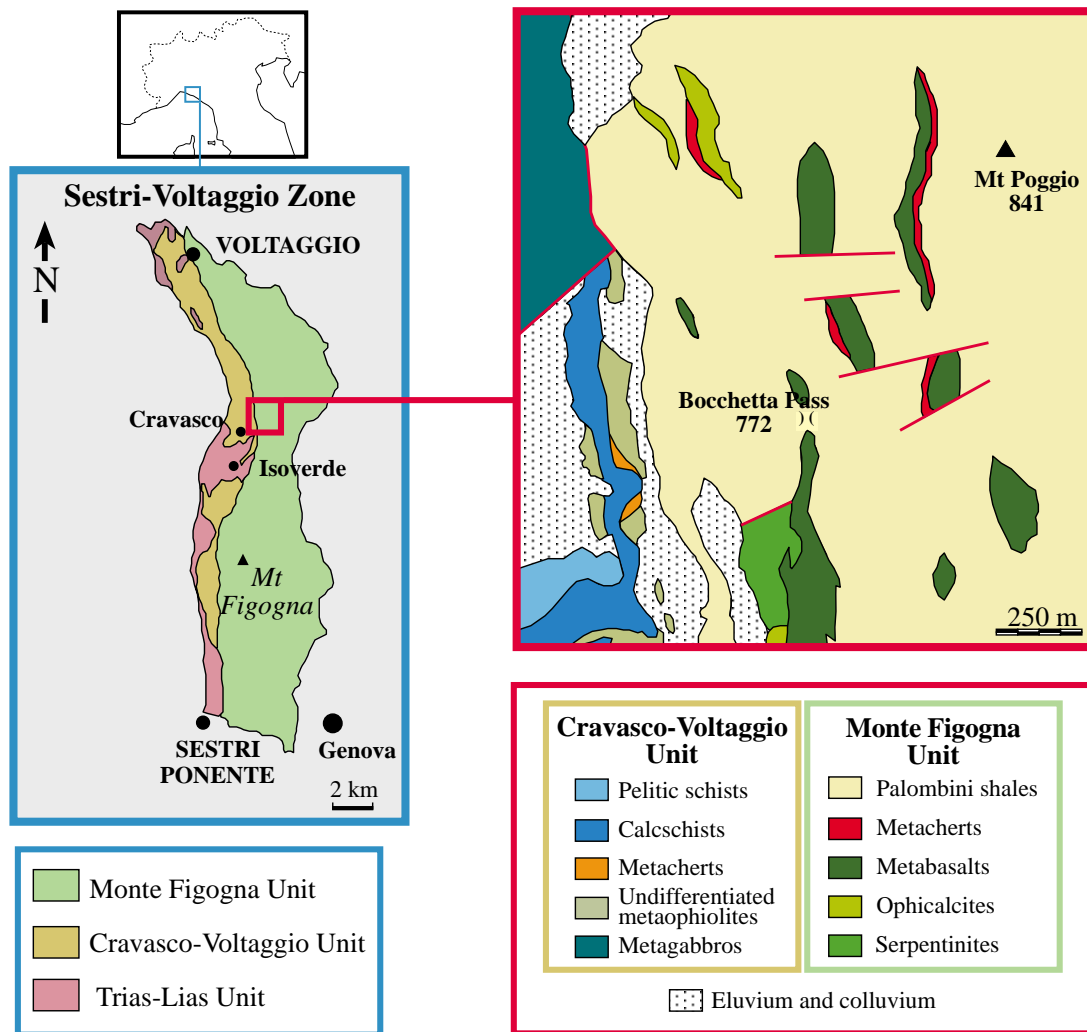 Sestri-Voltaggio Zone
N
VOLTAGGIO
Cravasco
Isoverde
Mt
Figogna
SESTRI
PONENTE
Genova
2 km
Monte Figogna Unit
Cravasco-Voltaggio Unit
Trias-Lias Unit
Mt Poggio
841
Bocchetta Pass
772
250 m
Cravasco-Voltaggio
Unit
Pelitic schists
Calcschists
Metacherts
Undifferentiated
metaophiolites
Metagabbros
Monte Figogna
Unit
Palombini shales
Metacherts
Metabasalts
Ophicalcites
Serpentinites
Eluvium and colluvium